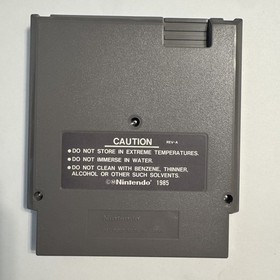 CAUTION REV-A
• DO NOT STORE IN EXTREME TEMPERATURES.
• DO NOT IMMERSE IN WATER.
• DO NOT CLEAN WITH BENZENE, THINNER,
ALCOHOL OR OTHER SUCH SOLVENTS.
©®Nintendo 1985